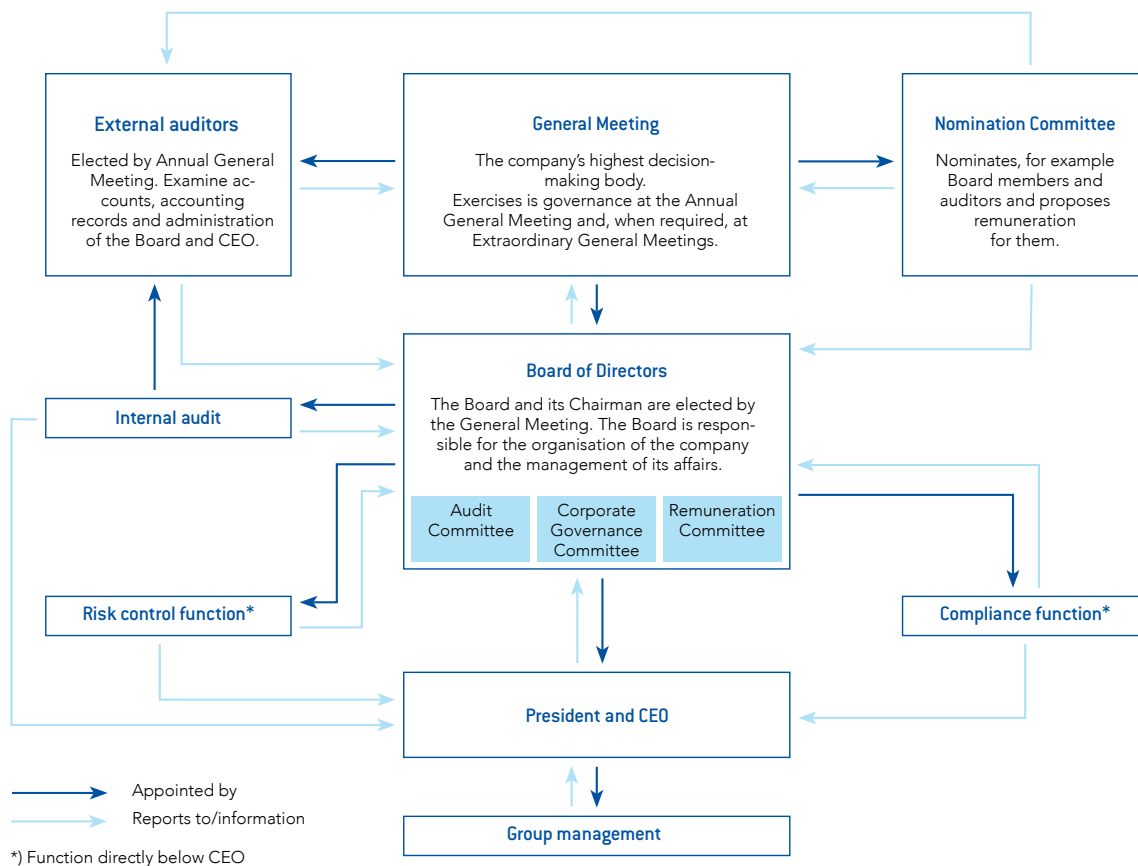 External auditors
Elected by Annual General
Meeting. Examine ac-
counts, accounting
records and administration
of the Board and CEO.
General Meeting
The company's highest decision-
making body.
Exercises is governance at the Annual
General Meeting and, when required, at
Extraordinary General Meetings.
Nomination Committee
Nominates, for example
Board members and
auditors and proposes
remuneration
for them.
Board of Directors
The Board and its Chairman are elected by
the General Meeting. The Board is respon-
sible for the organisation of the company
and the management of its affairs.
Audit
Committee
Corporate
Governance
Committee
Remuneration
Committee
Internal audit
Risk control function*
Compliance function*
President and CEO
Group management
Appointed by
Reports to/information
*) Function directly below CEO